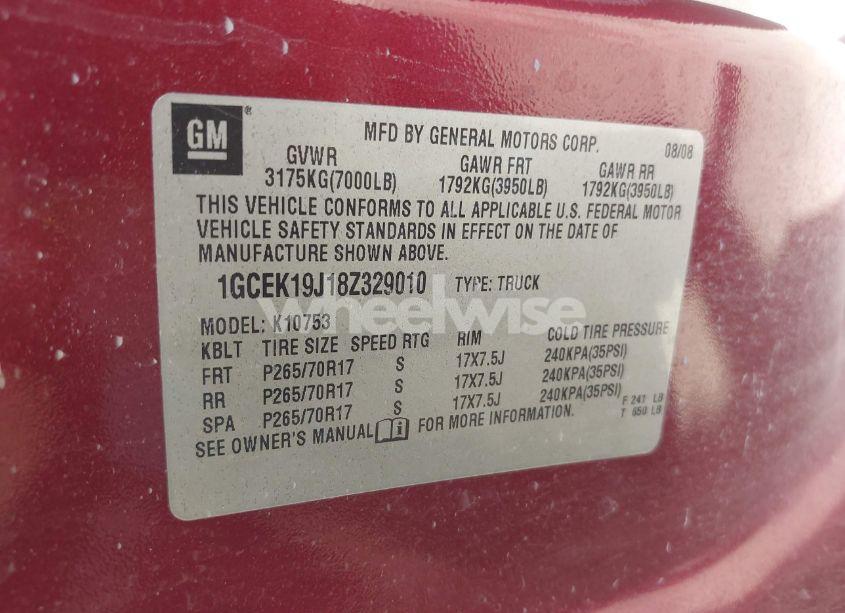 GM®
MFD BY GENERAL MOTORS CORP. 08/08
GVWR GAWR FRT GAWR RR
3175KG(7000LB) 1792KG(3950LB) 1792KG(3950LB)
THIS VEHICLE CONFORMS TO ALL APPLICABLE U.S. FEDERAL MOTOR
VEHICLE SAFETY STANDARDS IN EFFECT ON THE DATE OF
MANUFACTURE SHOWN ABOVE.
1GCEK19J18Z329010 TYPE: TRUCK
wheelwise
MODEL: K10753
KBLT TIRE SIZE SPEED RTG RIM COLD TIRE PRESSURE
FRT P265/70R17 S 17X7.5J 240KPA(35PSI)
RR P265/70R17 S 17X7.5J 240KPA(35PSI)
SPA P265/70R17 S 17X7.5J 240KPA(35PSI)
F 241 LB
T 650 LB
SEE OWNER'S MANUAL i FOR MORE INFORMATION.